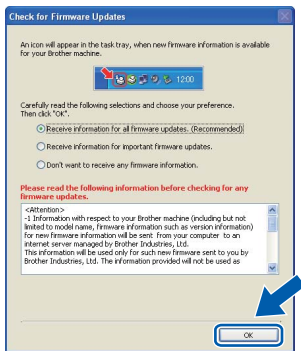 Check for Firmware Updates
An icon will appear in the task tray, when new firmware information is available
for your Brother machine.
1200
Carefully read the following selections and choose your preference.
Then click "OK".
Receive information for all firmware updates. (Recommended)
Receive information for important firmware updates.
Don't want to receive any firmware information.
Please read the following information before checking for any
firmware updates.
<Attention>
-1 Information with respect to your Brother machine (including but not
limited to model name, firmware information such as version information)
for new firmware information will be sent from your computer to an
internet server managed by Brother Industries, Ltd.
This information will be used only for such new firmware sent to you by
Brother Industries, Ltd. The information provided will not be used as
OK